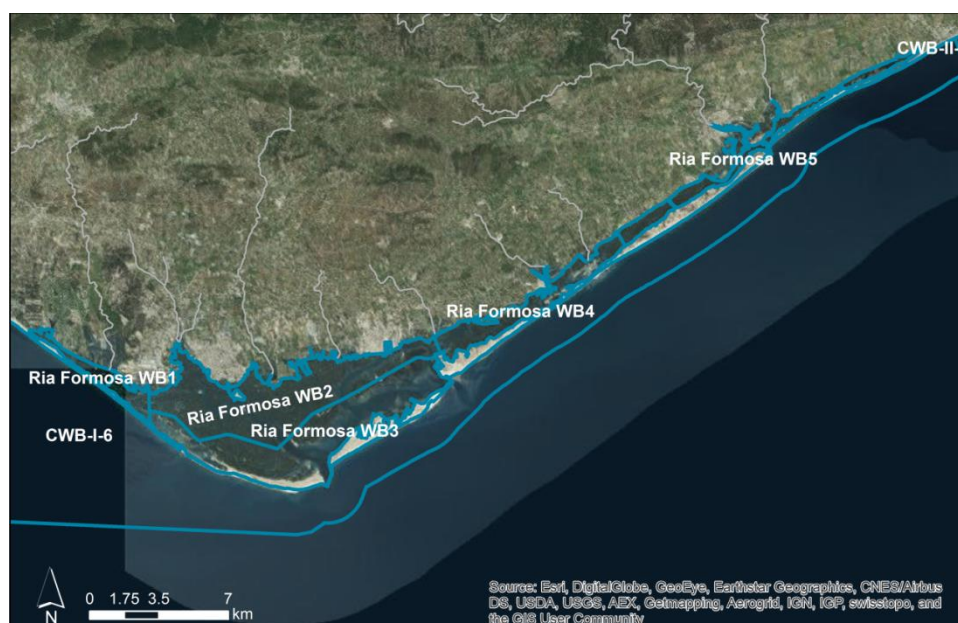 CWB-II-
Ria Formosa WB5
Ria Formosa WB4
Ria Formosa WB1
Ria Formosa WB2
Ria Formosa WB3
CWB-I-6
0 1.75 3.5 7
km
N
Source: Esri, DigitalGlobe, GeoEye, Earthstar Geographics, CNES/Airbus
DS, USDA, USGS, AEX, Getmapping, Aerogrid, IGN, IGP, swisstopo, and
the GIS User Community